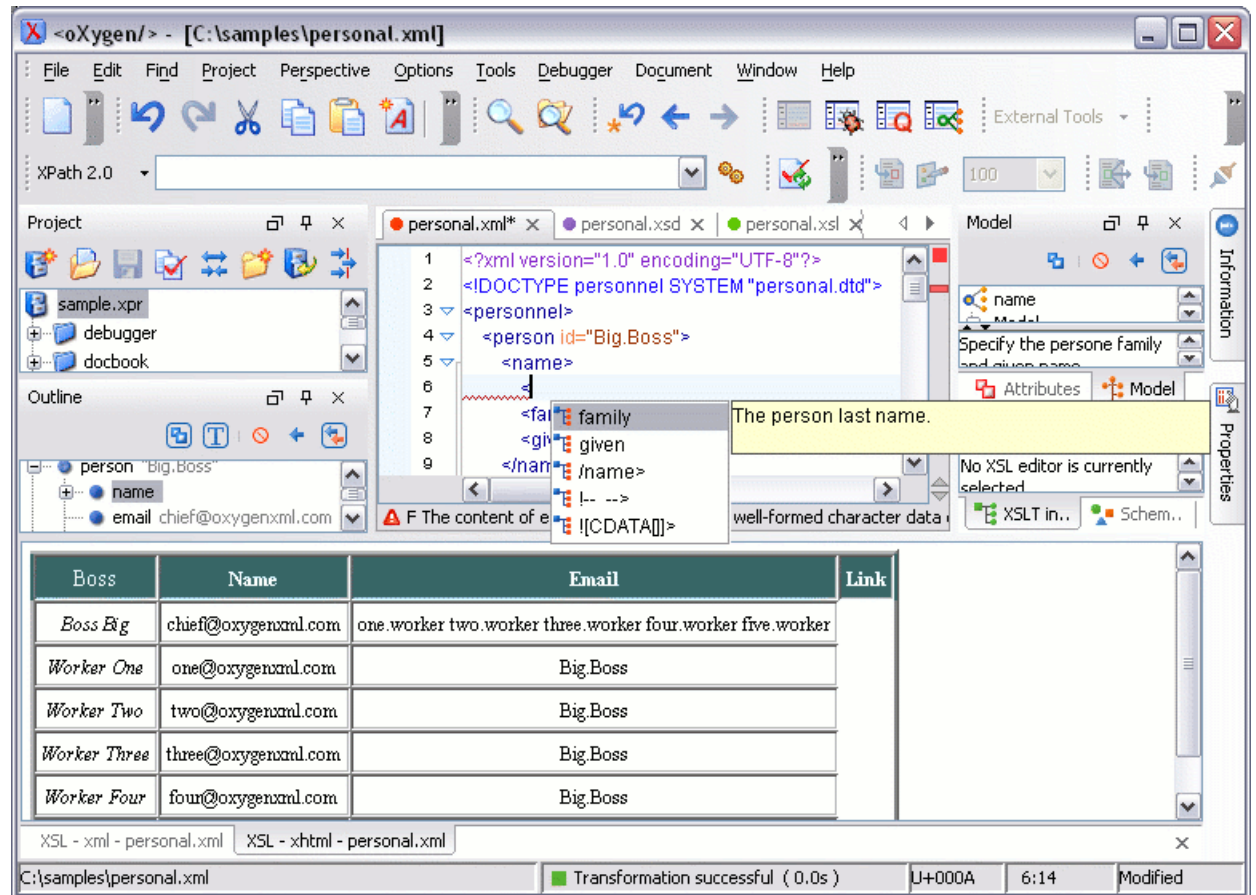 <oXygen/> - [C:\samples\personal.xml]
File Edit Find Project Perspective Options Tools Debugger Document Window Help
External Tools
XPath 2.0
100
Project
personal.xml*
personal.xsd
personal.xsl
Model
Information
sample.xpr
debugger
docbook
1 <?xml version="1.0" encoding="UTF-8"?>
2 <!DOCTYPE personnel SYSTEM "personal.dtd">
3 <personnel>
4 <person id="Big.Boss">
5 <name>
6 <
7 <fa
8 <giv
9 </nam
family
given
/name>
!-- -->
![CDATA[]]>
The person last name.
name
Model
Specify the persone family
and given name
Attributes
Model
Properties
No XSL editor is currently
selected
XSLT in..
Schem..
Outline
person "Big.Boss"
name
email chief@oxygenxml.com
F The content of e
well-formed character data
Boss Name Email Link
Boss Big chief@oxygenxml.com one.worker two.worker three.worker four.worker five.worker
Worker One one@oxygenxml.com Big.Boss
Worker Two two@oxygenxml.com Big.Boss
Worker Three three@oxygenxml.com Big.Boss
Worker Four four@oxygenxml.com Big.Boss
XSL - xml - personal.xml
XSL - xhtml - personal.xml
C:\samples\personal.xml
Transformation successful ( 0.0s )
U+000A
6:14
Modified